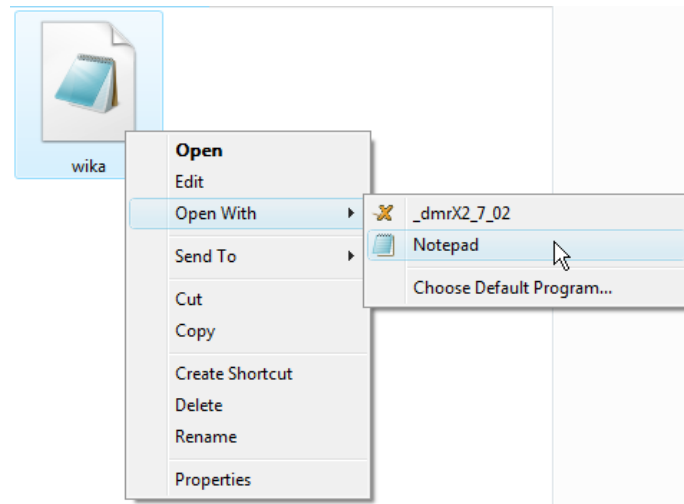 wika
Open
Edit
Open With
Send To
Cut
Copy
Create Shortcut
Delete
Rename
Properties
_dmrX2_7_02
Notepad
Choose Default Program...